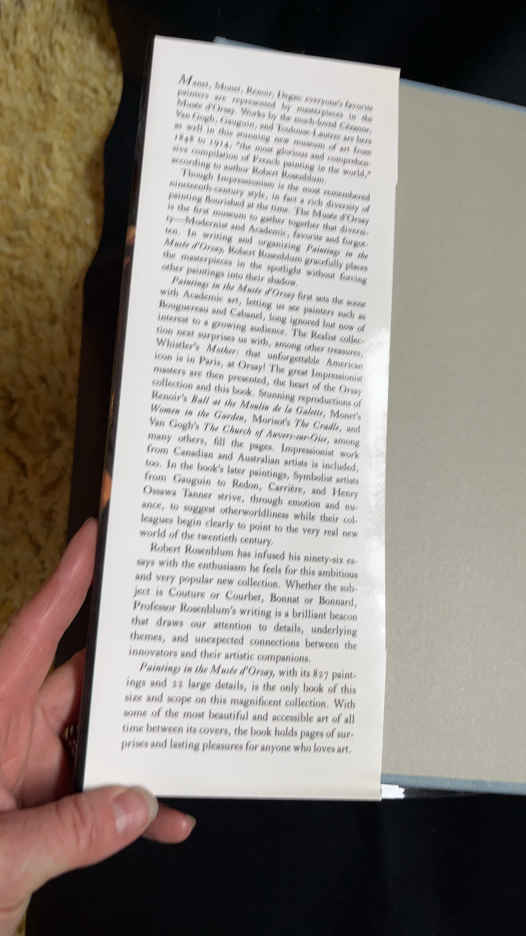 Manet, Monet, Renoir, Degas: everyone's favorite
painters are represented by masterpieces in the
Musée d'Orsay. Works by the much-loved Cézanne,
Van Gogh, Gauguin, and Toulouse-Lautrec are here
as well in this stunning new museum of art from
1848 to 1914, "the most glorious and comprehen-
sive compilation of French painting in the world,"
according to author Robert Rosenblum.
Though Impressionism is the most remembered
nineteenth-century style, in fact a rich diversity of
painting flourished at the time. The Musée d'Orsay
is the first museum to gather together that diversi-
ty—Modernist and Academic, favorite and forgot-
ten. In writing and organizing Paintings in the
Musée d'Orsay, Robert Rosenblum gracefully places
the masterpieces in the spotlight without forcing
other paintings into their shadow.
Paintings in the Musée d'Orsay first sets the scene
with Academic art, letting us see painters such as
Bouguereau and Cabanel, long ignored but now of
interest to a growing audience. The Realist collec-
tion next surprises us with, among other treasures,
Whistler's Mother: that unforgettable American
icon is in Paris, at Orsay! The great Impressionist
masters are then presented, the heart of the Orsay
collection and this book. Stunning reproductions of
Renoir's Ball at the Moulin de la Galette, Monet's
Women in the Garden, Morisot's The Cradle, and
Van Gogh's The Church of Auvers-sur-Oise, among
many others, fill the pages. Impressionist work
from Canadian and Australian artists is included,
too. In the book's later paintings, Symbolist artists
from Gauguin to Redon, Carrière, and Henry
Ossawa Tanner strive, through emotion and nu-
ance, to suggest otherworldliness while their col-
leagues begin clearly to point to the very real new
world of the twentieth century.
Robert Rosenblum has infused his ninety-six es-
says with the enthusiasm he feels for this ambitious
and very popular new collection. Whether the sub-
ject is Couture or Courbet, Bonnat or Bonnard,
Professor Rosenblum's writing is a brilliant beacon
that draws our attention to details, underlying
themes, and unexpected connections between the
innovators and their artistic companions.
Paintings in the Musée d'Orsay, with its 827 paint-
ings and 22 large details, is the only book of this
size and scope on this magnificent collection. With
some of the most beautiful and accessible art of all
time between its covers, the book holds pages of sur-
prises and lasting pleasures for anyone who loves art.